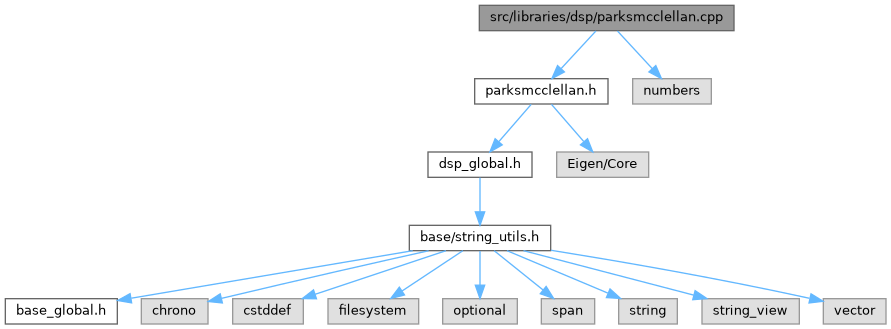 src/libraries/dsp/parksmcclellan.cpp
parksmcclellan.h
numbers
dsp_global.h
Eigen/Core
base/string_utils.h
base_global.h
chrono
cstddef
filesystem
optional
span
string
string_view
vector